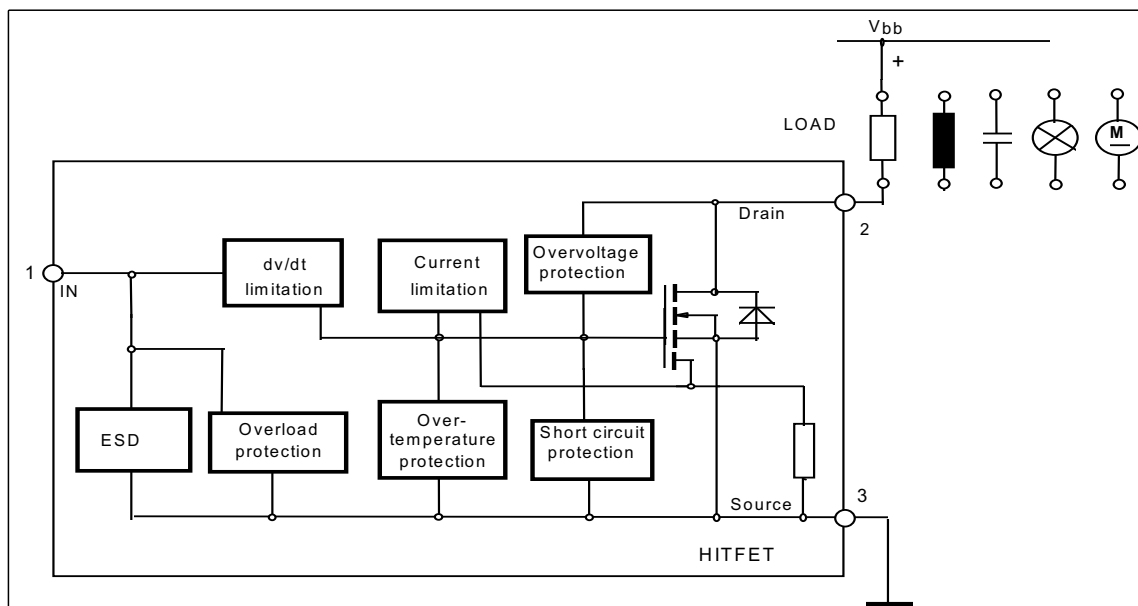 Vbb
+
LOAD
M
Drain
2
1
IN
dv/dt
limitation
Current
limitation
Overvoltage
protection
ESD
Overload
protection
Over-
temperature
protection
Short circuit
protection
Source
3
HITFET